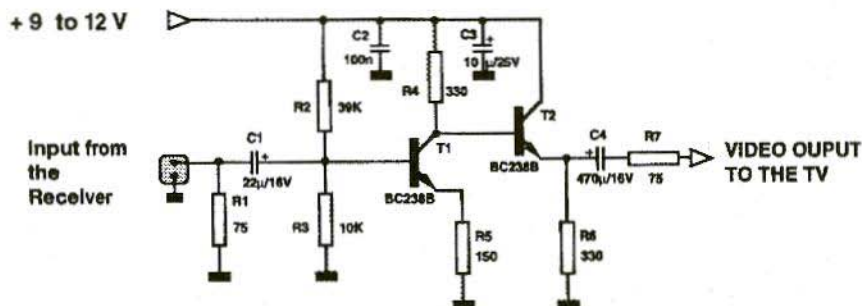 + 9 to 12 V
C2
100n
C3
+
10 µ/25V
R4
330
R2
39K
T2
Input from
the
Receiver
C1
+
22µ/16V
T1
BC238B
BC238B
C4
+
470µ/16V
R7
75
VIDEO OUPUT
TO THE TV
R1
75
R3
10K
R5
150
R6
330